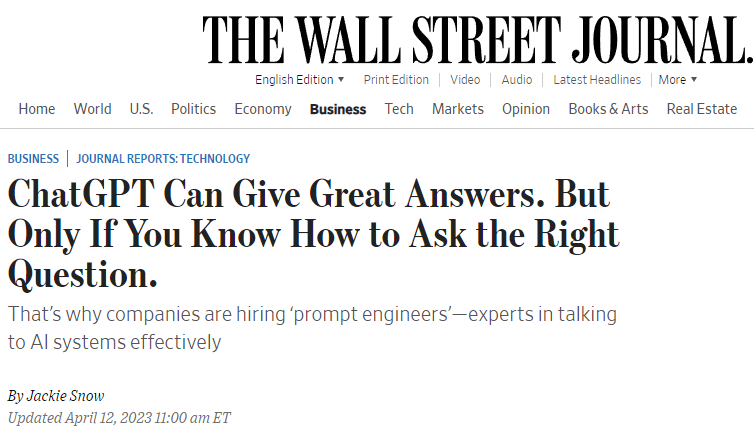 THE WALL STREET JOURNAL.
English Edition ▼ Print Edition | Video | Audio | Latest Headlines | More ▼
Home World U.S. Politics Economy Business Tech Markets Opinion Books & Arts Real Estate
BUSINESS | JOURNAL REPORTS: TECHNOLOGY
ChatGPT Can Give Great Answers. But
Only If You Know How to Ask the Right
Question.
That’s why companies are hiring ‘prompt engineers’—experts in talking
to AI systems effectively
By Jackie Snow
Updated April 12, 2023 11:00 am ET